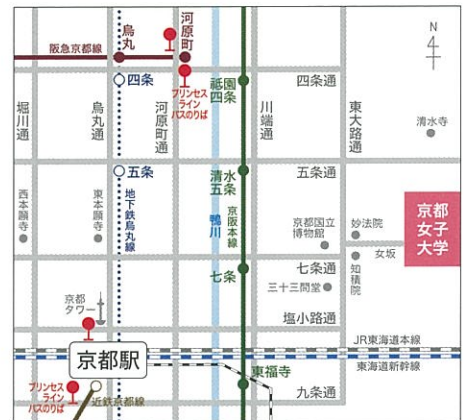 烏丸
河原町
N
阪急京都線
四条
祇園
四条
四条通
プリンセス
ライン
バスのりば
堀川通
烏丸通
河原町通
川端通
東大路通
清水寺
五条
清水
五条
五条通
西本願寺
東本願寺
地下鉄烏丸線
鴨川
京阪本線
京都国立
博物館
妙法院
京都
女子
大学
女坂
七条
七条通
智積院
三十三間堂
京都
タワー
塩小路通
JR東海道本線
京都駅
東海道新幹線
東福寺
プリンセス
ライン
バスのりば
近鉄京都線
九条通